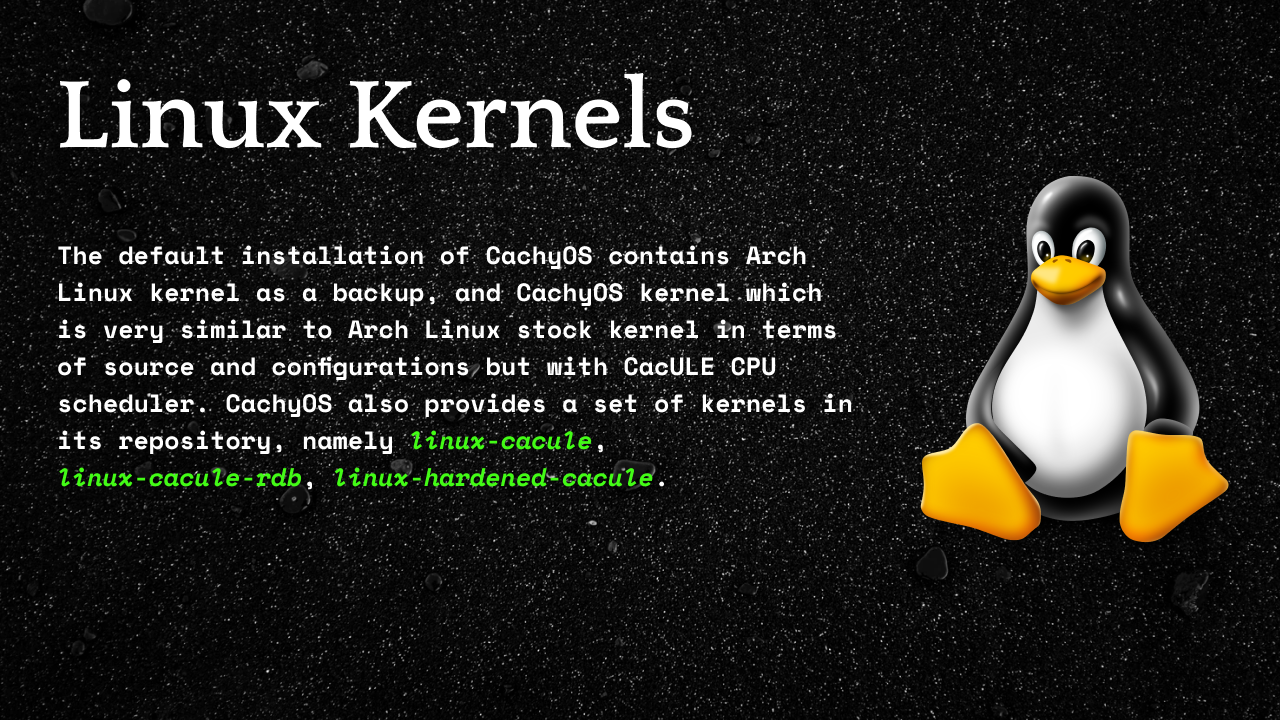 Linux Kernels
The default installation of CachyOS contains Arch
Linux kernel as a backup, and CachyOS kernel which
is very similar to Arch Linux stock kernel in terms
of source and configurations but with CacULE CPU
scheduler. CachyOS also provides a set of kernels in
its repository, namely linux-cacule,
linux-cacule-rdb, linux-hardened-cacule.